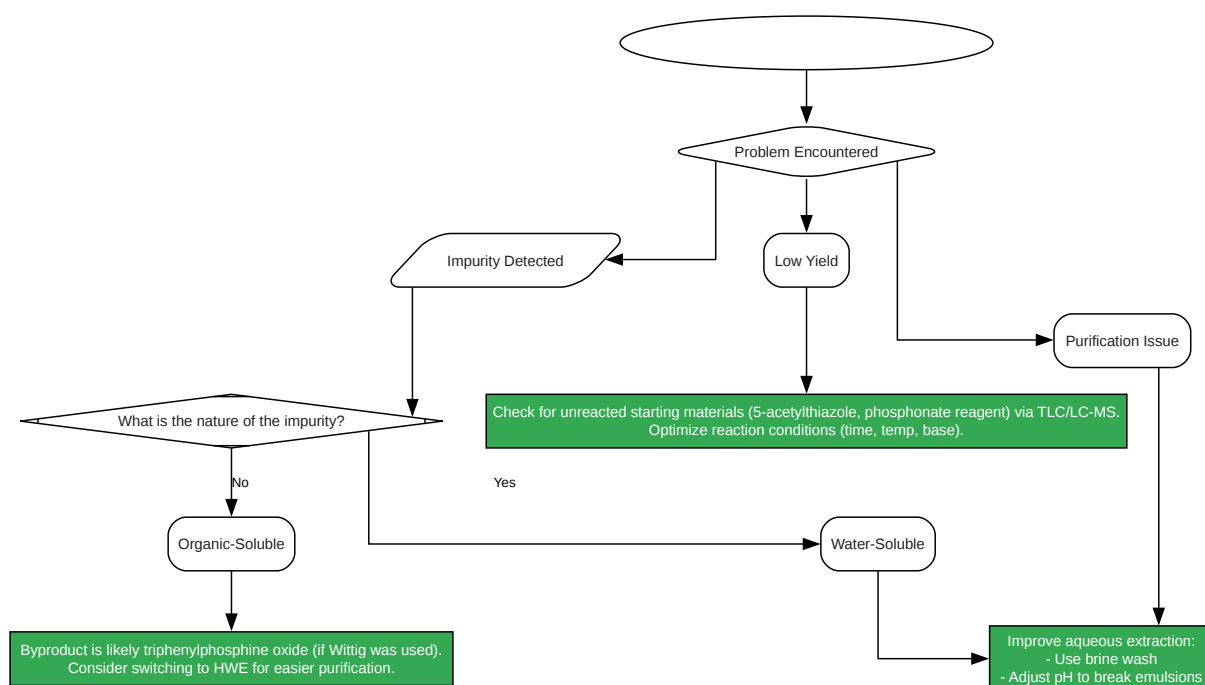 Problem Encountered
Impurity Detected
Low Yield
Purification Issue
What is the nature of the impurity?
Check for unreacted starting materials (5-acetylthiazole, phosphonate reagent) via TLC/LC-MS.
Optimize reaction conditions (time, temp, base).
No
Yes
Organic-Soluble
Water-Soluble
Byproduct is likely triphenylphosphine oxide (if Wittig was used).
Consider switching to HWE for easier purification.
Improve aqueous extraction:
- Use brine wash
- Adjust pH to break emulsions